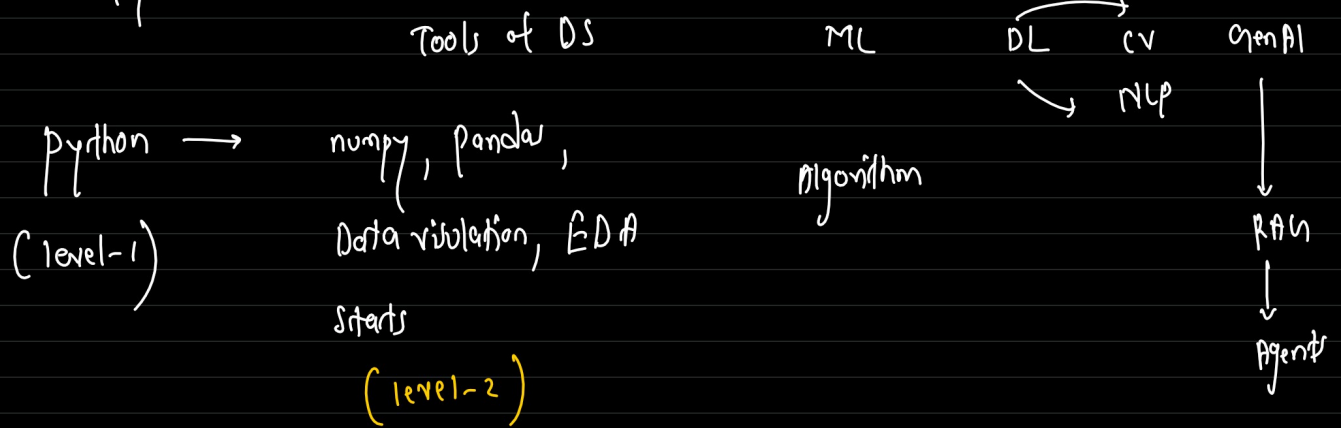 Tools of DS ML DL CV GenAI
NLP
python → numpy, pandas,
Algorithm
(level-1) Data visulation, EDA RAG
Starts
Agents
(level-2)